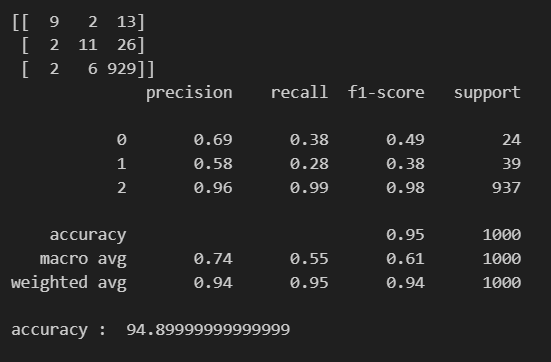 [[  9   2  13]
 [  2  11  26]
 [  2   6 929]]
              precision    recall  f1-score   support

           0       0.69      0.38      0.49        24
           1       0.58      0.28      0.38        39
           2       0.96      0.99      0.98       937

    accuracy                           0.95      1000
   macro avg       0.74      0.55      0.61      1000
weighted avg       0.94      0.95      0.94      1000

accuracy :  94.89999999999999